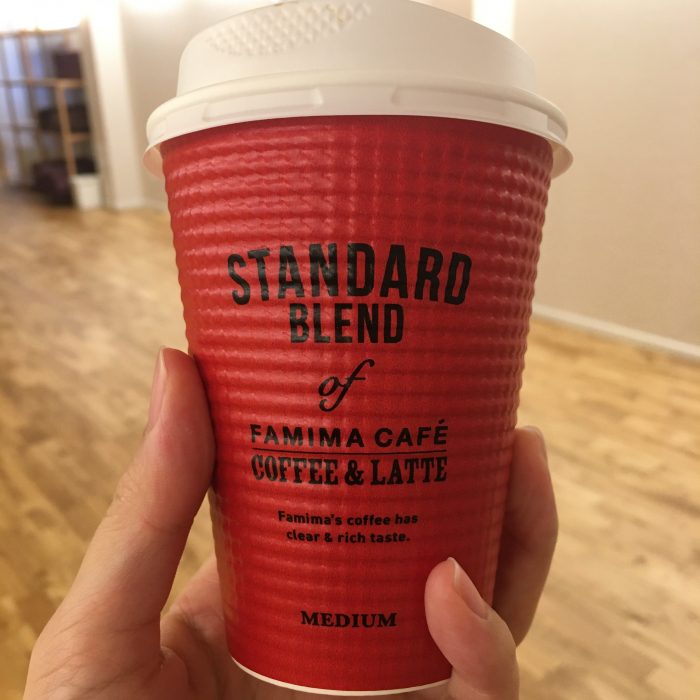 STANDARD
BLEND
of
FAMIMA CAFÉ
COFFEE & LATTE
Famima's coffee has
clear & rich taste.
MEDIUM